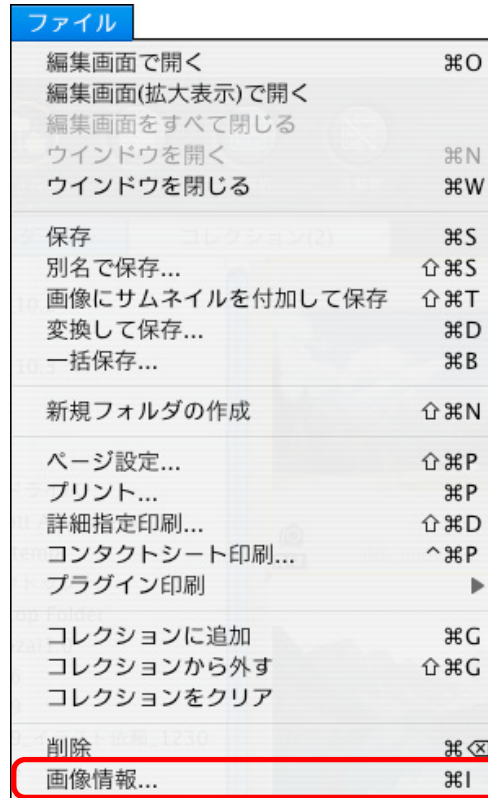 ファイル
編集画面で開く ⌘O
編集画面(拡大表示)で開く
編集画面をすべて閉じる
ウインドウを開く ⌘N
ウインドウを閉じる ⌘W
保存 ⌘S
別名で保存... ⇧⌘S
画像にサムネイルを付加して保存 ⇧⌘T
変換して保存... ⌘D
一括保存... ⌘B
新規フォルダの作成 ⇧⌘N
ページ設定... ⇧⌘P
プリント... ⌘P
詳細指定印刷... ⇧⌘D
コンタクトシート印刷... ^⌘P
プラグイン印刷 ▶
コレクションに追加 ⌘G
コレクションから外す ⇧⌘G
コレクションをクリア
削除 ⌘⌫
画像情報... ⌘I
コレクション(2)